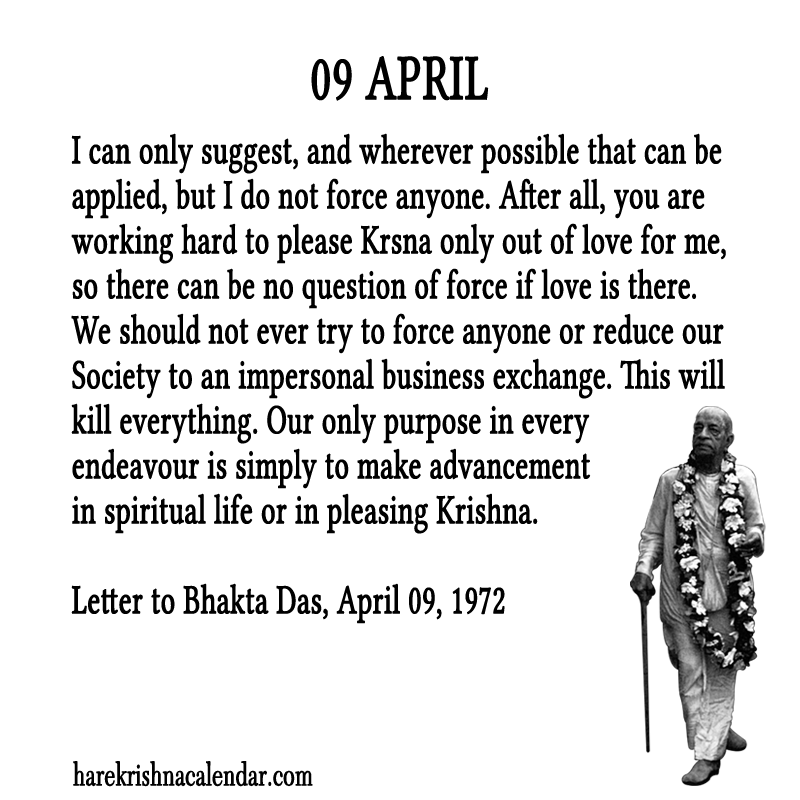 09 APRIL
I can only suggest, and wherever possible that can be
applied, but I do not force anyone. After all, you are
working hard to please Krsna only out of love for me,
so there can be no question of force if love is there.
We should not ever try to force anyone or reduce our
Society to an impersonal business exchange. This will
kill everything. Our only purpose in every
endeavour is simply to make advancement
in spiritual life or in pleasing Krishna.
Letter to Bhakta Das, April 09, 1972
harekrishnacalendar.com